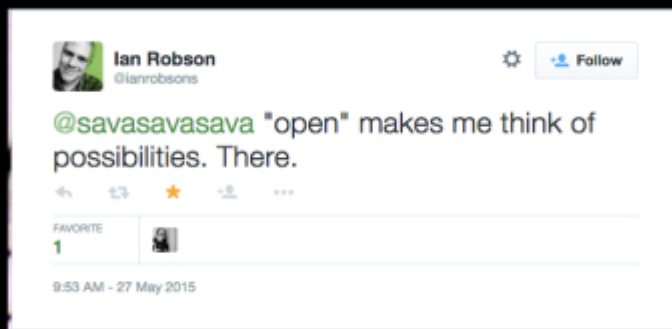 Ian Robson
@ianrobsons
Follow
@savasavasava "open" makes me think of
possibilities. There.
FAVORITE
1
9:53 AM - 27 May 2015